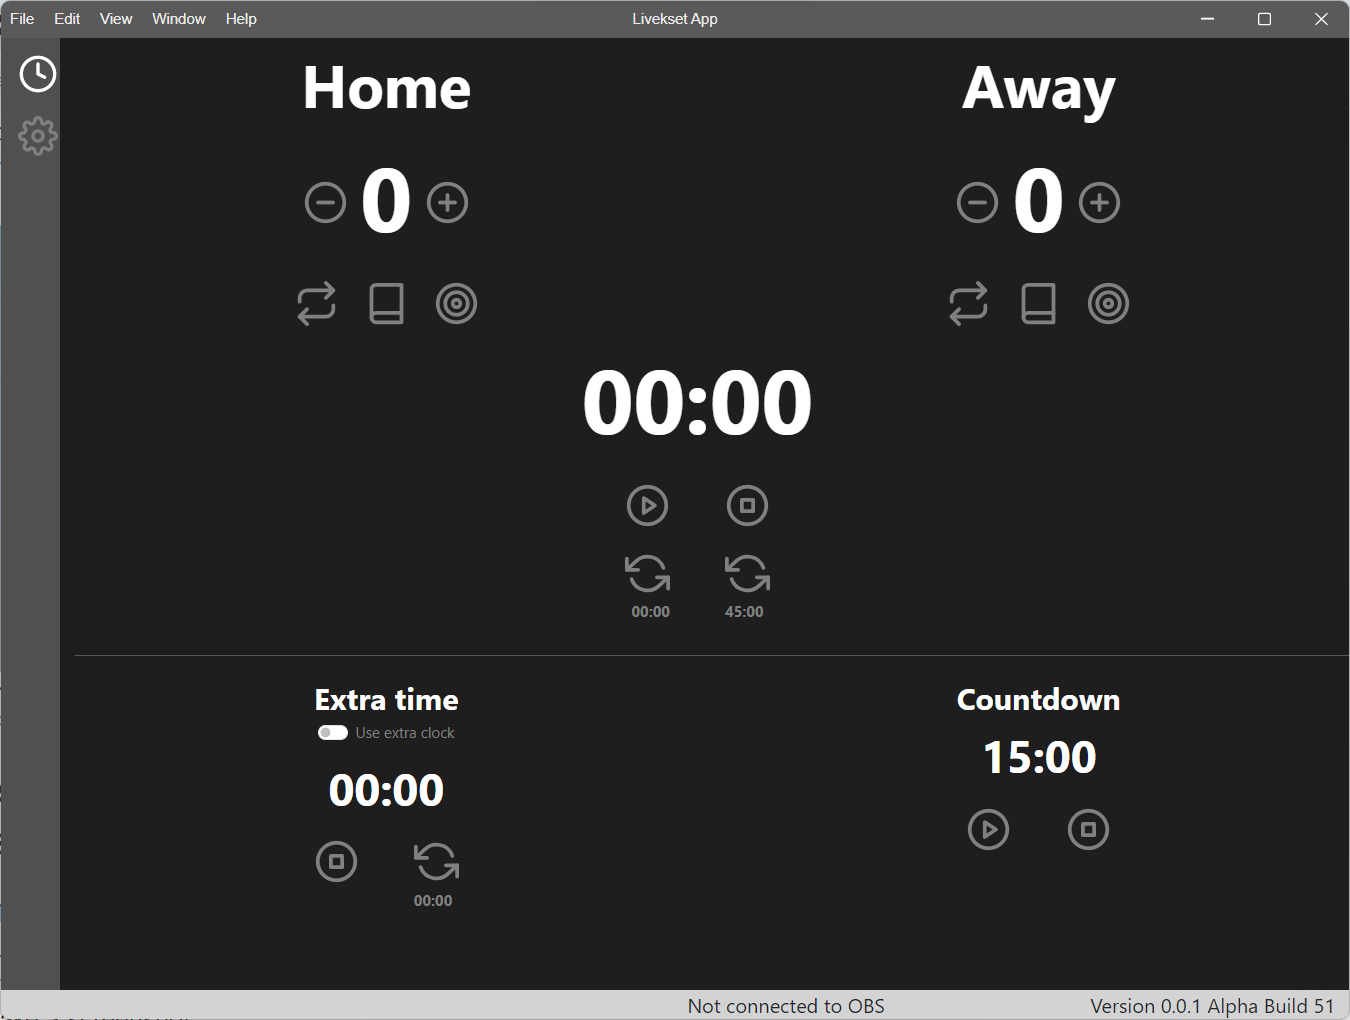 File Edit View Window Help Livekset App
Home Away
0 0
00:00
00:00 45:00
Extra time Countdown
Use extra clock
15:00
00:00
00:00
Not connected to OBS Version 0.0.1 Alpha Build 51